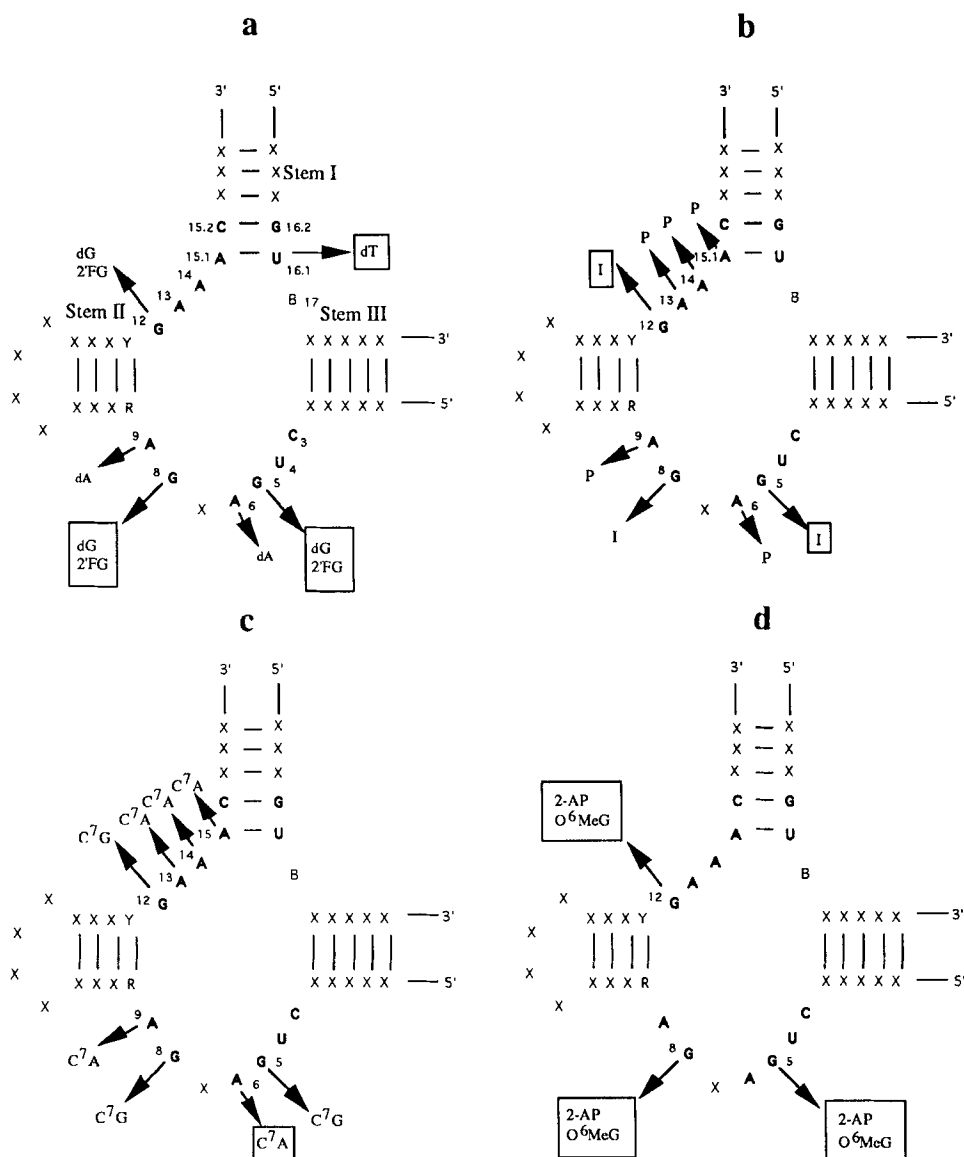 a
3' 5'
X X
X X Stem I
X X
15.2 C G 16.2
15.1 A U 16.1 dT
dG
2'FG
14 A
13 A
B 17
Stem II 12 G
Stem III
X
X X X X Y
X X X X X 3'
X
X
X X X R
X X X X X 5'
X
9 A
C 3
dA
8 G
U 4
X
A 6
G 5
dG
2'FG
dA
dG
2'FG
b
3' 5'
X X
X X
X X
P C G
P 15.1 A U
P
I
14 A
13 A
B
12 G
X
X X X X Y
X X X X X 3'
X
X
X X X R
X X X X X 5'
X
9 A
C
P
8 G
U
X
A 6
G 5
I
P
I
c
3' 5'
X X
X X
X X
C7A C G
C7A 15 A U
C7A
C7G
14 A
13 A
B
12 G
X
X X X X Y
X X X X X 3'
X
X
X X X R
X X X X X 5'
X
9 A
C
C7A
8 G
U
X
A 6
G 5
C7G
C7A
C7G
d
3' 5'
X X
X X
X X
C G
A U
2-AP
O6MeG
A
A
B
12 G
X
X X X X Y
X X X X X 3'
X
X
X X X R
X X X X X 5'
X
A
C
8 G
U
X
A
G 5
2-AP
O6MeG
2-AP
O6MeG